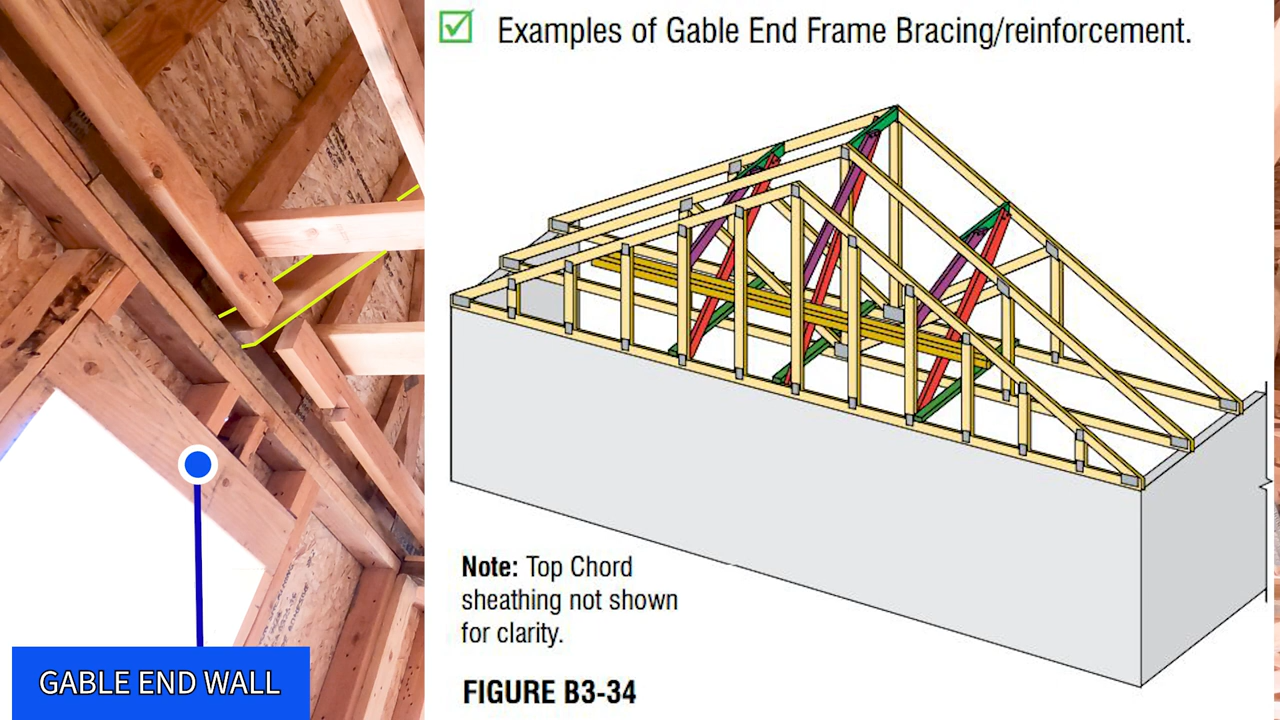 Examples of Gable End Frame Bracing/reinforcement.
Note: Top Chord
sheathing not shown
for clarity.
FIGURE B3-34
GABLE END WALL